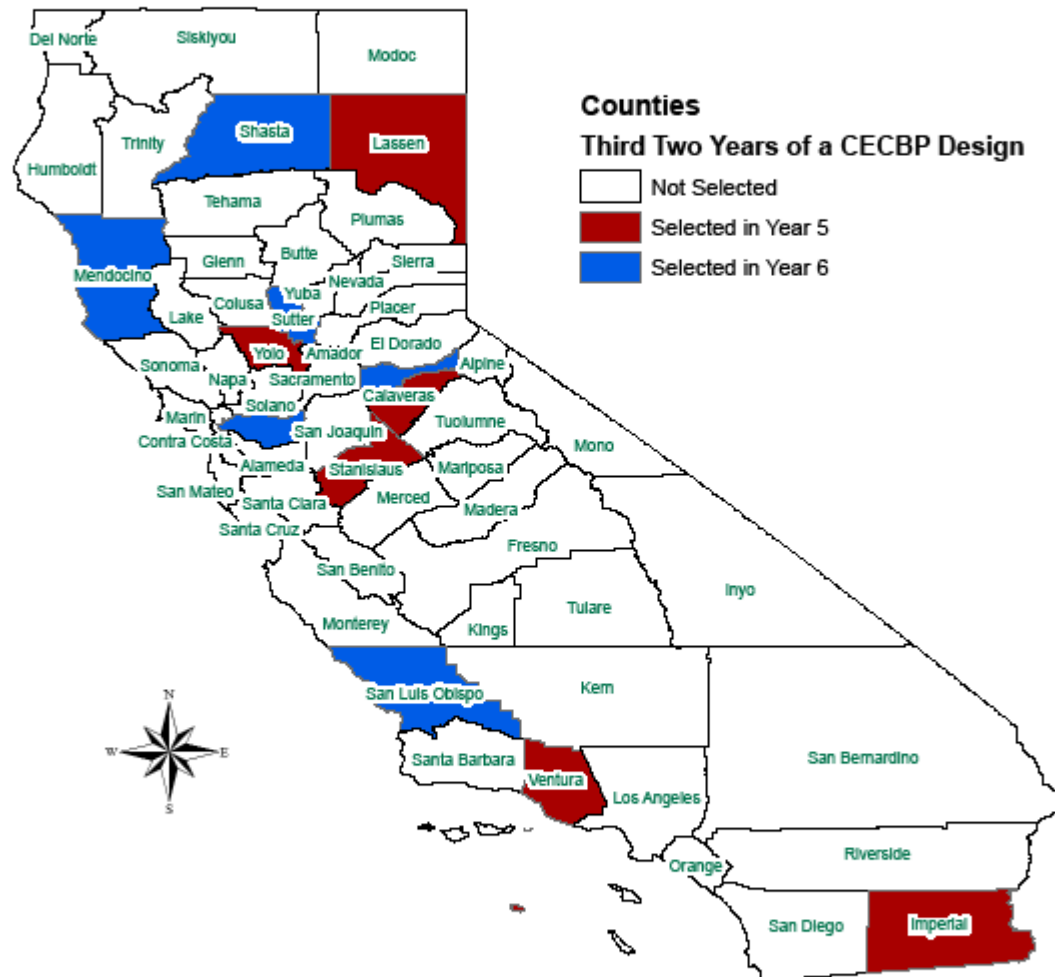 Del Norte
Siskiyou
Modoc
Counties
Third Two Years of a CECBP Design
Not Selected
Selected in Year 5
Selected in Year 6
Shasta
Trinity
Lassen
Humboldt
Tehama
Plumas
Butte
Glenn
Sierra
Mendocino
Nevada
Yuba
Colusa
Placer
Lake
Sutter
El Dorado
Yolo
Amador
Alpine
Sonoma
Napa
Sacramento
Calaveras
Solano
Marin
Tuolumne
San Joaquin
Contra Costa
Mono
Alameda
Stanislaus
Mariposa
San Mateo
Merced
Santa Clara
Madera
Santa Cruz
Fresno
San Benito
Inyo
Tulare
Monterey
Kings
San Luis Obispo
Kern
N
W
E
S
Santa Barbara
San Bernardino
Ventura
Los Angeles
Orange
Riverside
San Diego
Imperial